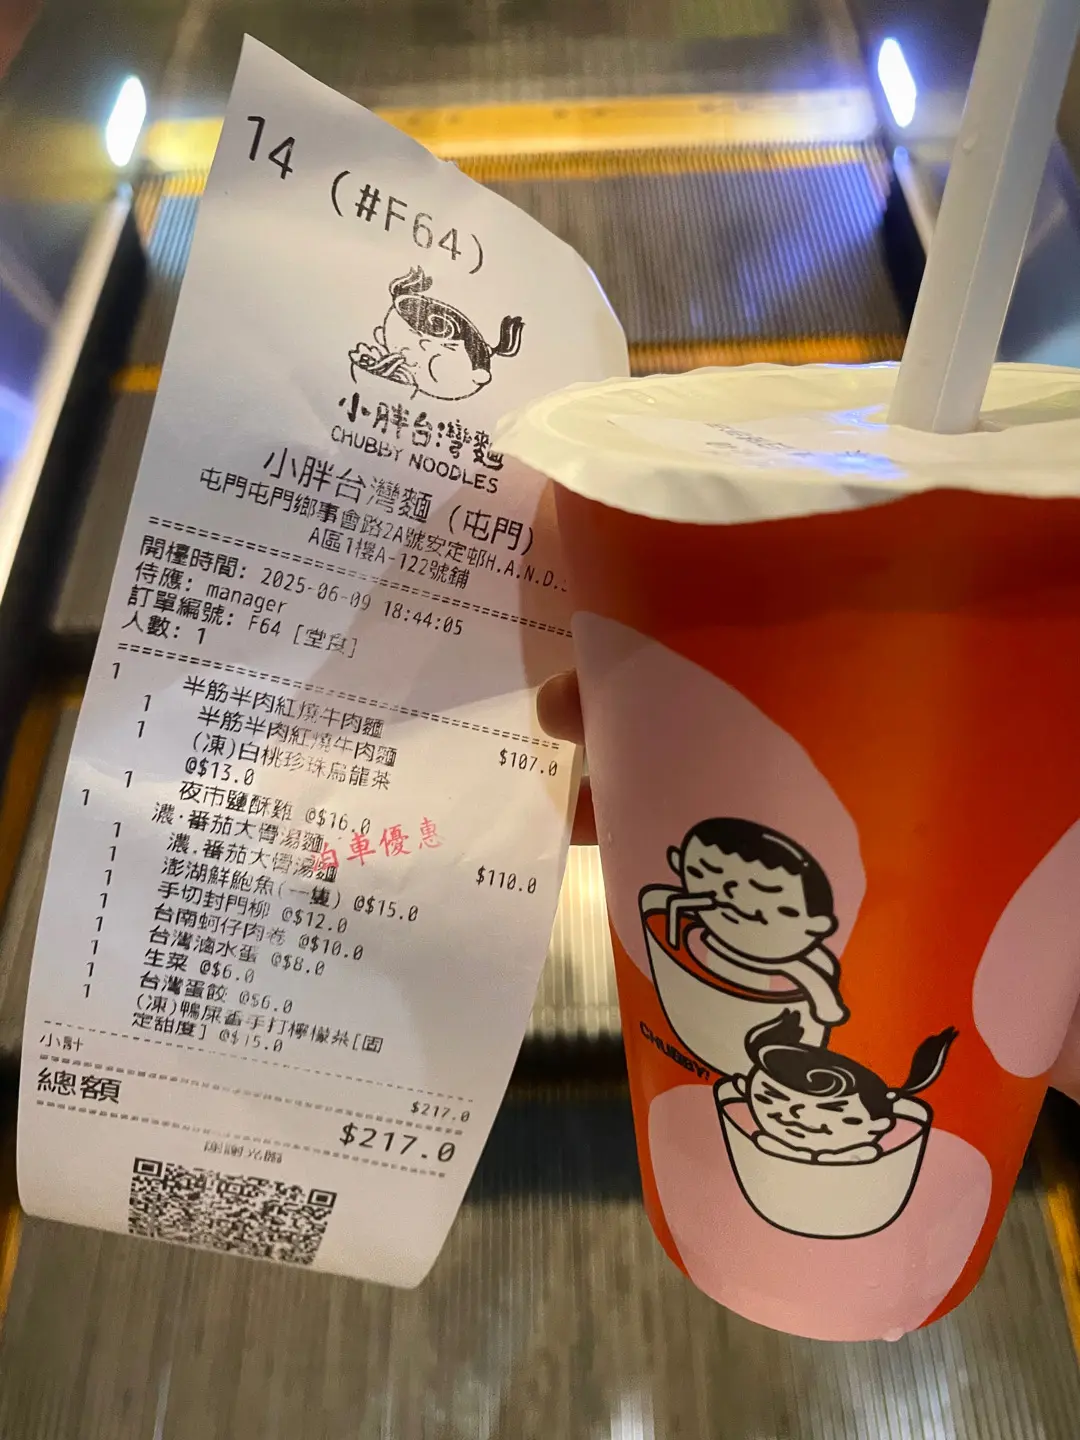 14 (#F64)
小胖台灣麵
CHUBBY NOODLES
小胖台灣麵 (屯門)
屯門屯門鄉事會路2A號安定邨H.A.N.D.S
A區1樓A-122號鋪
開檯時間: 2025-06-09 18:44:05
侍應: manager
訂單編號: F64 [堂食]
人數: 1
1 半筋半肉紅燒牛肉麵 $107.0
1 半筋半肉紅燒牛肉麵
1 (凍)白桃珍珠烏龍茶
@$13.0
1 夜市鹽酥雞 @$16.0
1 濃.番茄大骨湯麵 $110.0
1 濃.番茄大骨湯麵
泊車優惠
1 澎湖鮮鮑魚(一隻) @$15.0
1 手切封門柳 @$12.0
1 台南蚵仔肉卷 @$10.0
1 台灣滷水蛋 @$8.0
1 生菜 @$6.0
1 台灣蛋餃 @$6.0
1 (凍)鴨屎香手打檸檬茶[固
定甜度] @$15.0
小計 $217.0
總額 $217.0
CHUBBY